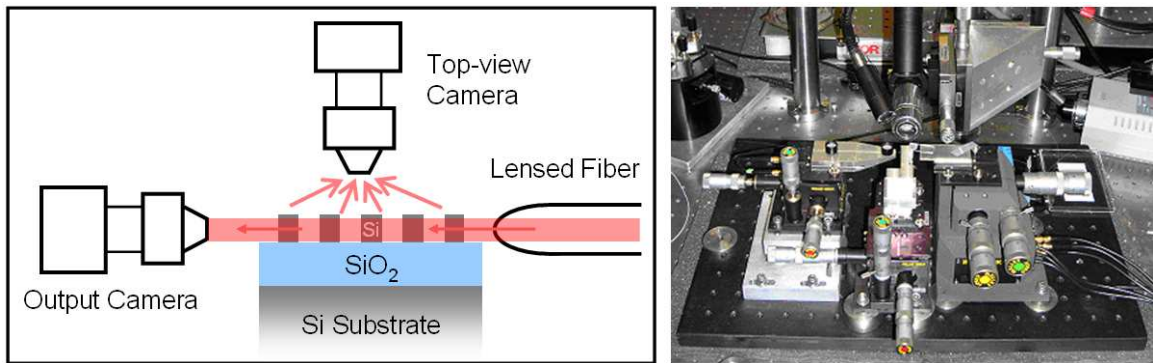 Top-view
Camera
Lensed Fiber
Si
SiO₂
Output Camera
Si Substrate